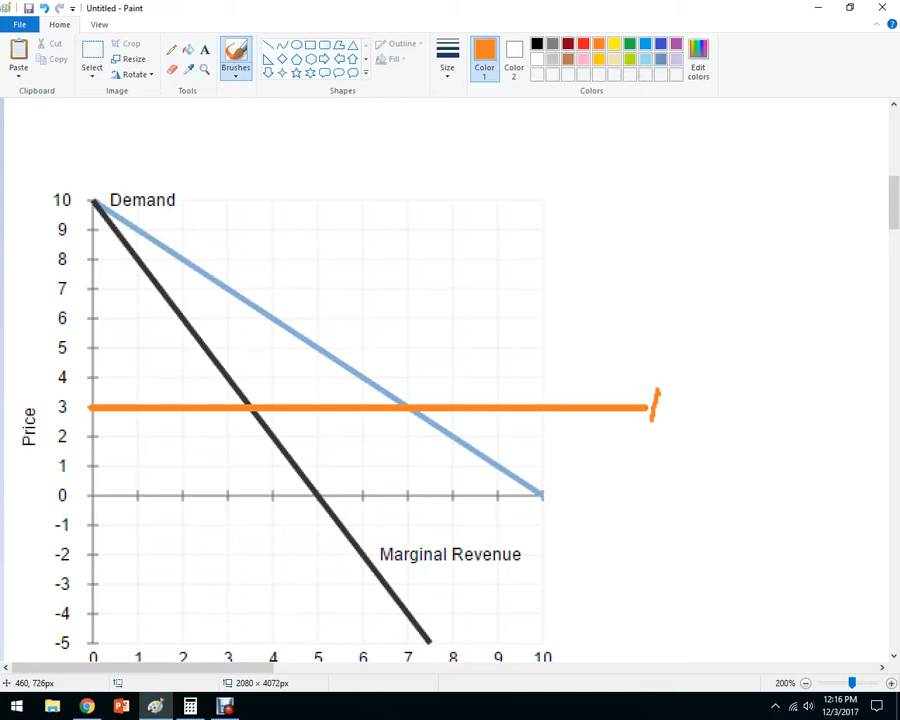 Untitled - Paint
File Home View
Paste
Cut
Copy
Clipboard
Select
Crop
Resize
Rotate
Image
A
Tools
Brushes
Shapes
Outline
Fill
Size
Color 1
Color 2
Edit colors
Colors
10 Demand
9
8
7
6
5
4
3
2
1
0
-1
-2
-3
-4
-5
Price
Marginal Revenue
0 1 2 3 4 5 6 7 8 9 10
460, 726px
2080 × 4072px
200%
12:16 PM
12/3/2017